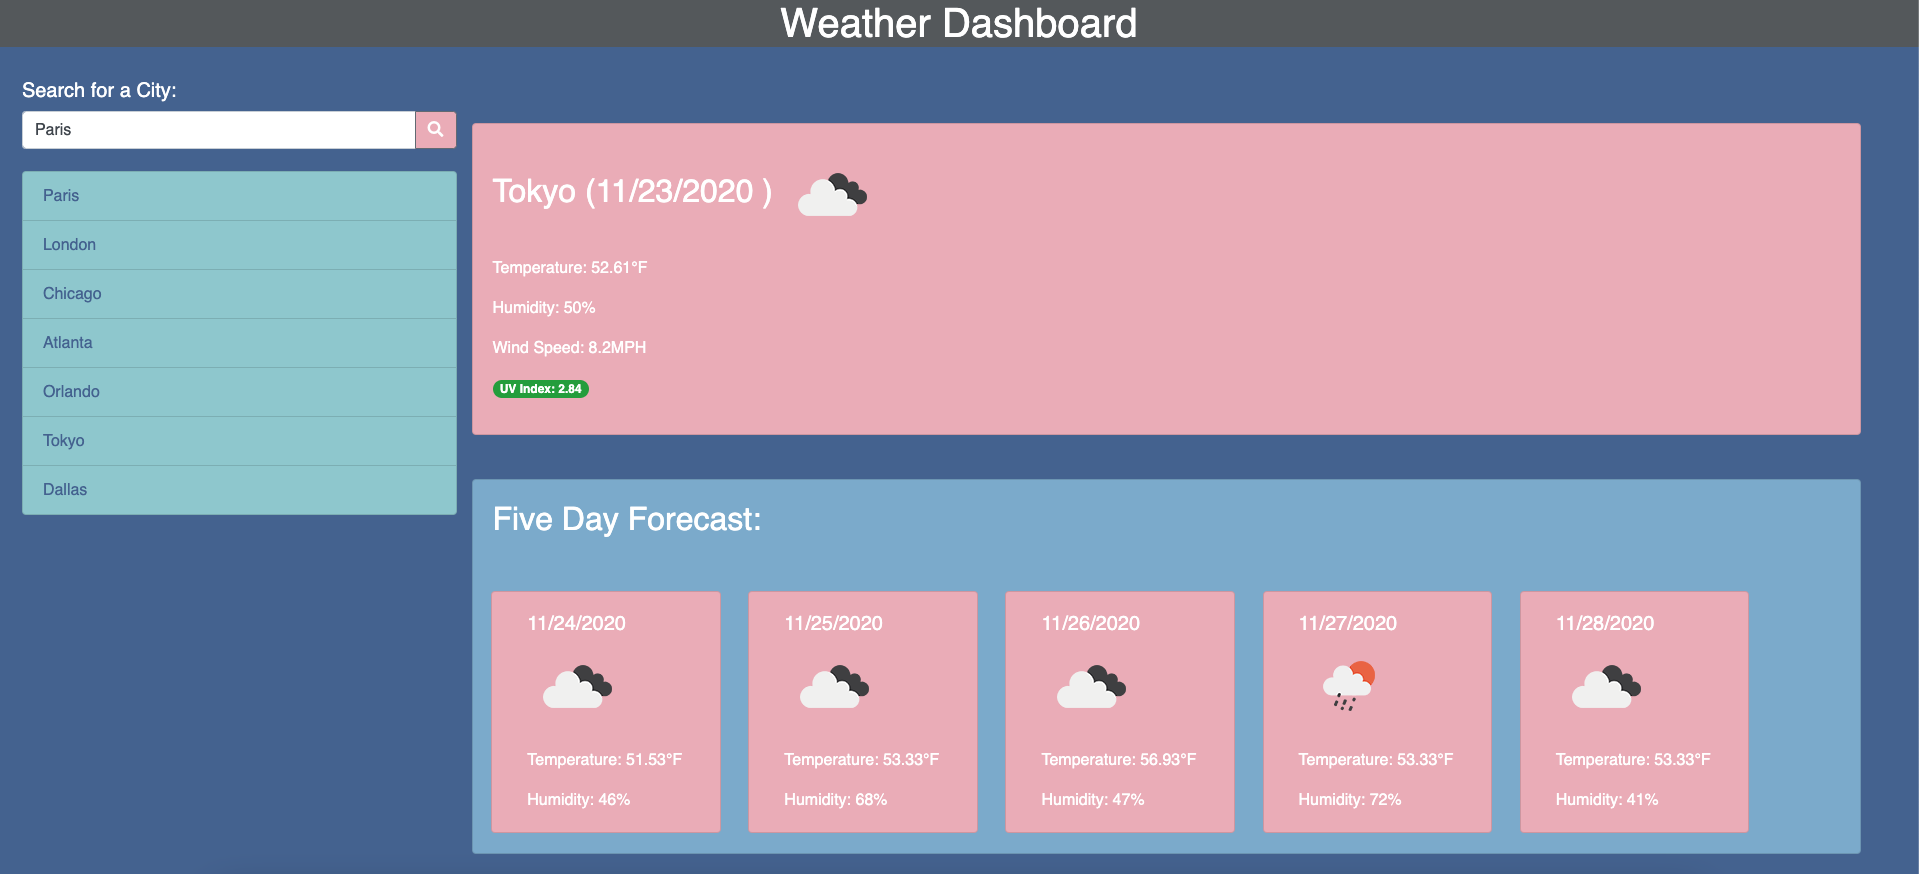 Weather Dashboard
Search for a City:
Paris
Paris
London
Chicago
Atlanta
Orlando
Tokyo
Dallas
Tokyo (11/23/2020 )
Temperature: 52.61°F
Humidity: 50%
Wind Speed: 8.2MPH
UV Index: 2.84
Five Day Forecast:
11/24/2020
Temperature: 51.53°F
Humidity: 46%
11/25/2020
Temperature: 53.33°F
Humidity: 68%
11/26/2020
Temperature: 56.93°F
Humidity: 47%
11/27/2020
Temperature: 53.33°F
Humidity: 72%
11/28/2020
Temperature: 53.33°F
Humidity: 41%